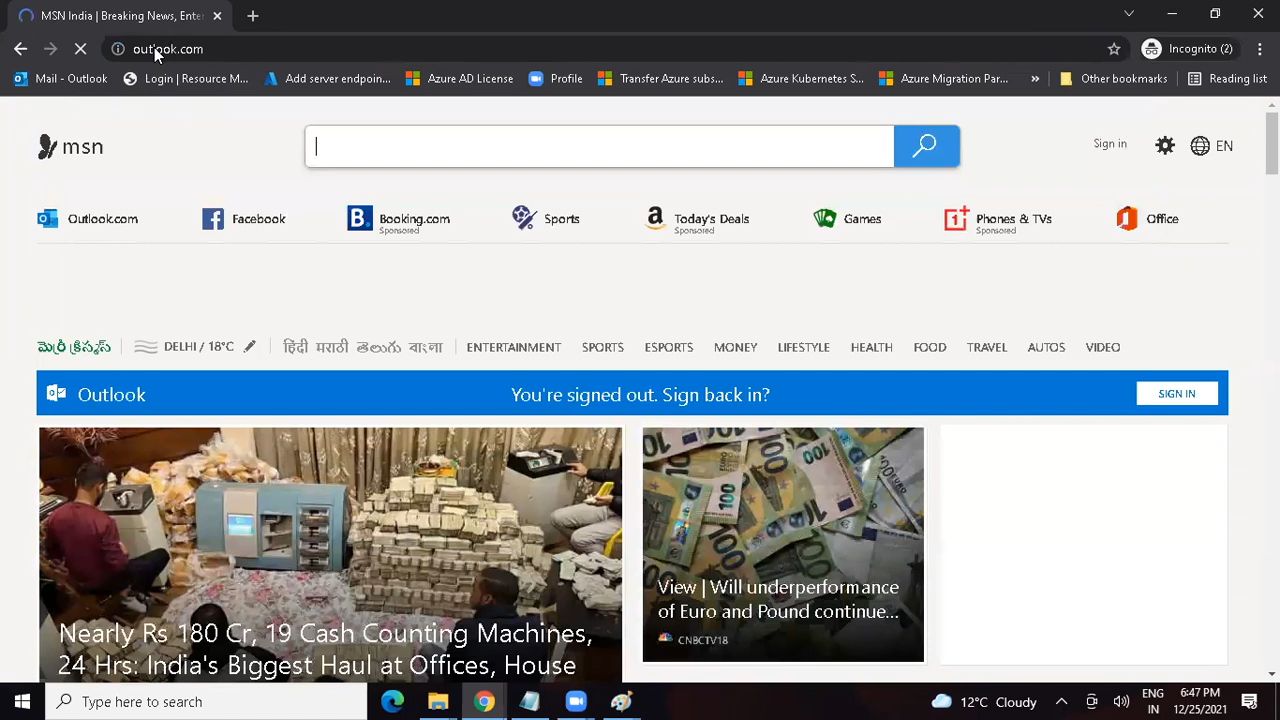 MSN India | Breaking News, Enter
outlook.com
Incognito (2)
Mail - Outlook
Login | Resource M...
Add server endpoin...
Azure AD License
Profile
Transfer Azure subs...
Azure Kubernetes S...
Azure Migration Par...
»
Other bookmarks
Reading list
msn
Sign in
EN
Outlook.com
Facebook
B.
Booking.com
Sponsored
Sports
Today's Deals
Sponsored
Games
Phones & TVs
Sponsored
Office
మెర్రీ క్రిస్మస్
DELHI / 18°C
हिंदी
मराठी
తెలుగు
বাংলা
ENTERTAINMENT
SPORTS
ESPORTS
MONEY
LIFESTYLE
HEALTH
FOOD
TRAVEL
AUTOS
VIDEO
Outlook
You're signed out. Sign back in?
SIGN IN
Nearly Rs 180 Cr, 19 Cash Counting Machines,
24 Hrs: India's Biggest Haul at Offices, House
View | Will underperformance
of Euro and Pound continue...
CNBCTV18
Type here to search
12°C Cloudy
ENG
IN
6:47 PM
12/25/2021